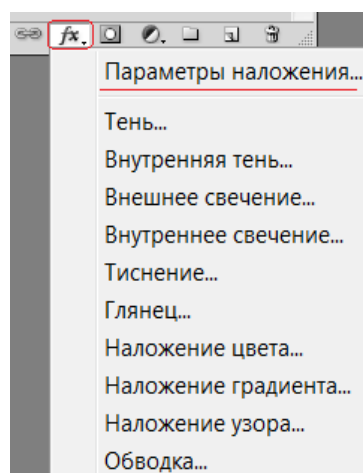 fx.
Параметры наложения...
Тень...
Внутренняя тень...
Внешнее свечение...
Внутреннее свечение...
Тиснение...
Глянец...
Наложение цвета...
Наложение градиента...
Наложение узора...
Обводка...